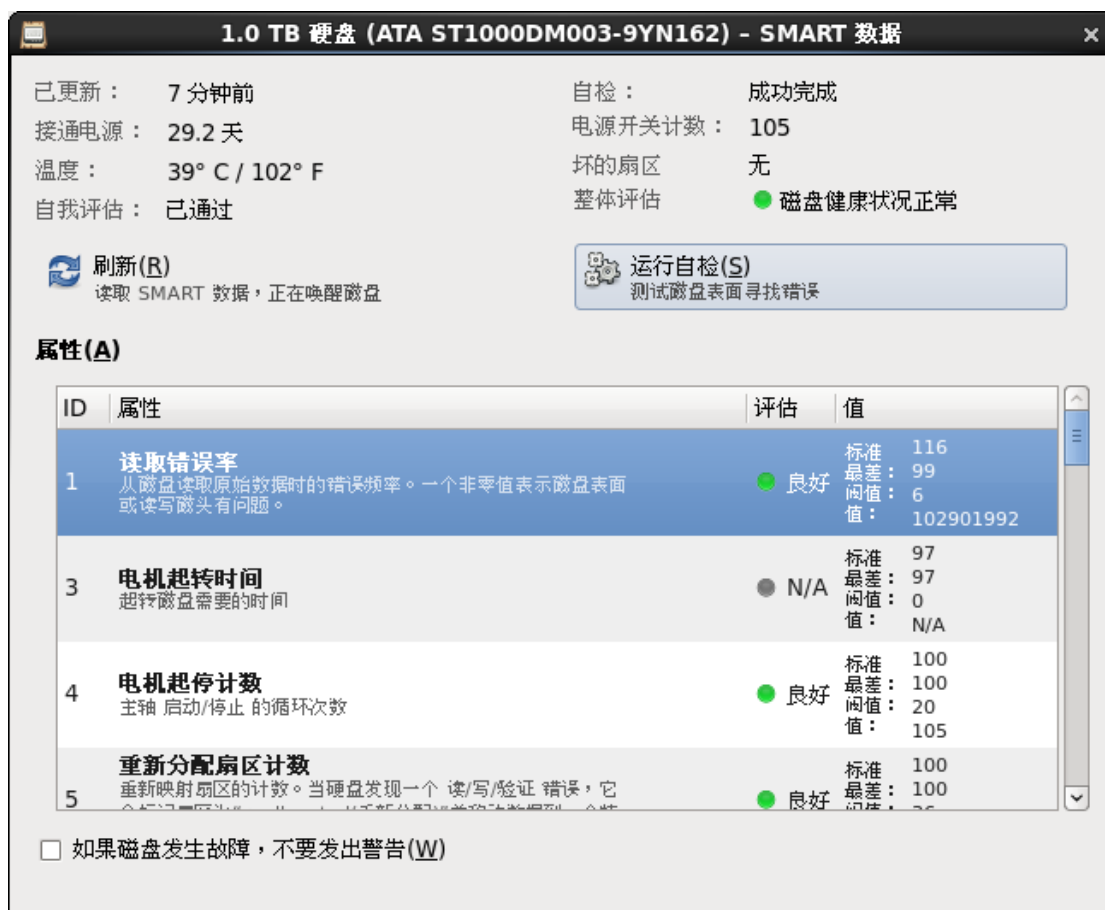 1.0 TB 硬盘 (ATA ST1000DM003-9YN162) – SMART 数据
已更新： 7 分钟前
自检： 成功完成
接通电源： 29.2 天
电源开关计数： 105
温度： 39° C / 102° F
坏的扇区 无
自我评估： 已通过
整体评估 磁盘健康状况正常
刷新(R)
读取 SMART 数据，正在唤醒磁盘
运行自检(S)
测试磁盘表面寻找错误
属性(A)
ID 属性 评估 值
1
读取错误率
从磁盘读取原始数据时的错误频率。一个非零值表示磁盘表面
或读写磁头有问题。
良好
标准 116
最差： 99
阈值： 6
值： 102901992
3
电机起转时间
起转磁盘需要的时间
N/A
标准 97
最差： 97
阈值： 0
值： N/A
4
电机起停计数
主轴 启动/停止 的循环次数
良好
标准 100
最差： 100
阈值： 20
值： 105
5
重新分配扇区计数
重新映射扇区的计数。当硬盘发现一个 读/写/验证 错误，它
良好
标准 100
最差： 100
如果磁盘发生故障，不要发出警告(W)